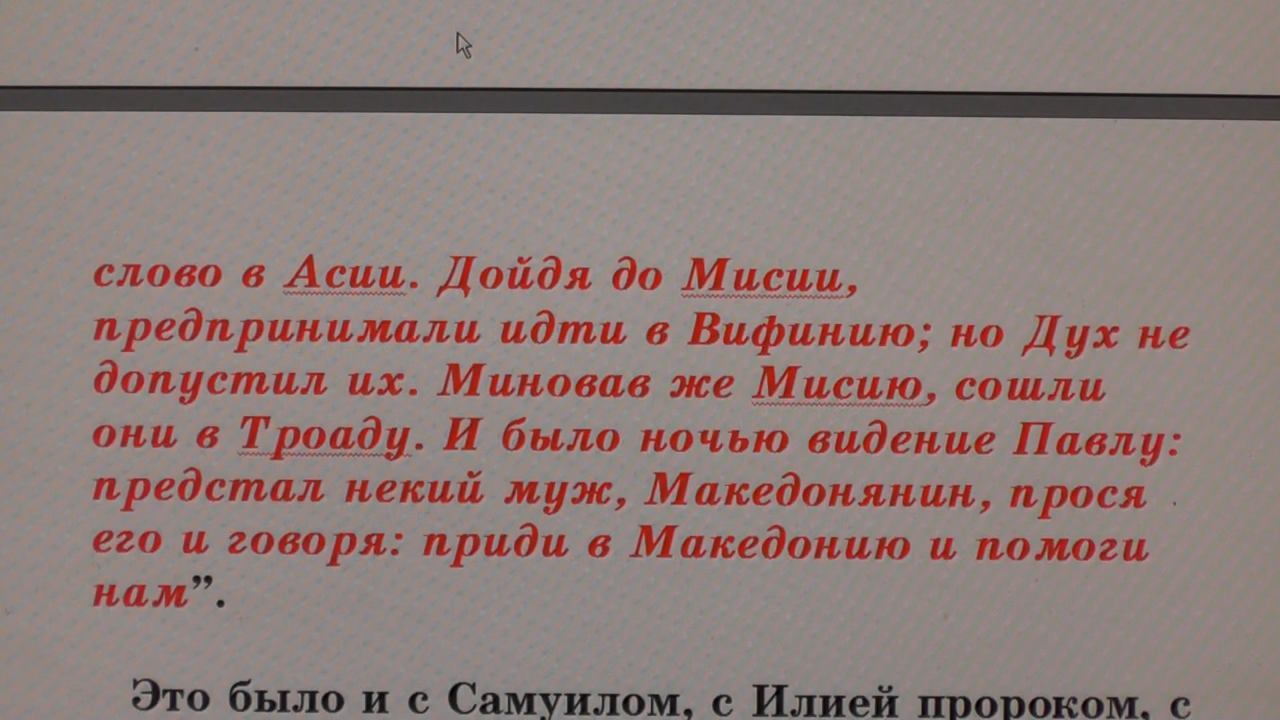 слово в Асии. Дойдя до Мисии,
предпринимали идти в Вифинию; но Дух не
допустил их. Миновав же Мисию, сошли
они в Троаду. И было ночью видение Павлу:
предстал некий муж, Македонянин, прося
его и говоря: приди в Македонию и помоги
нам”.
Это было и с Самуилом, с Илией пророком, с